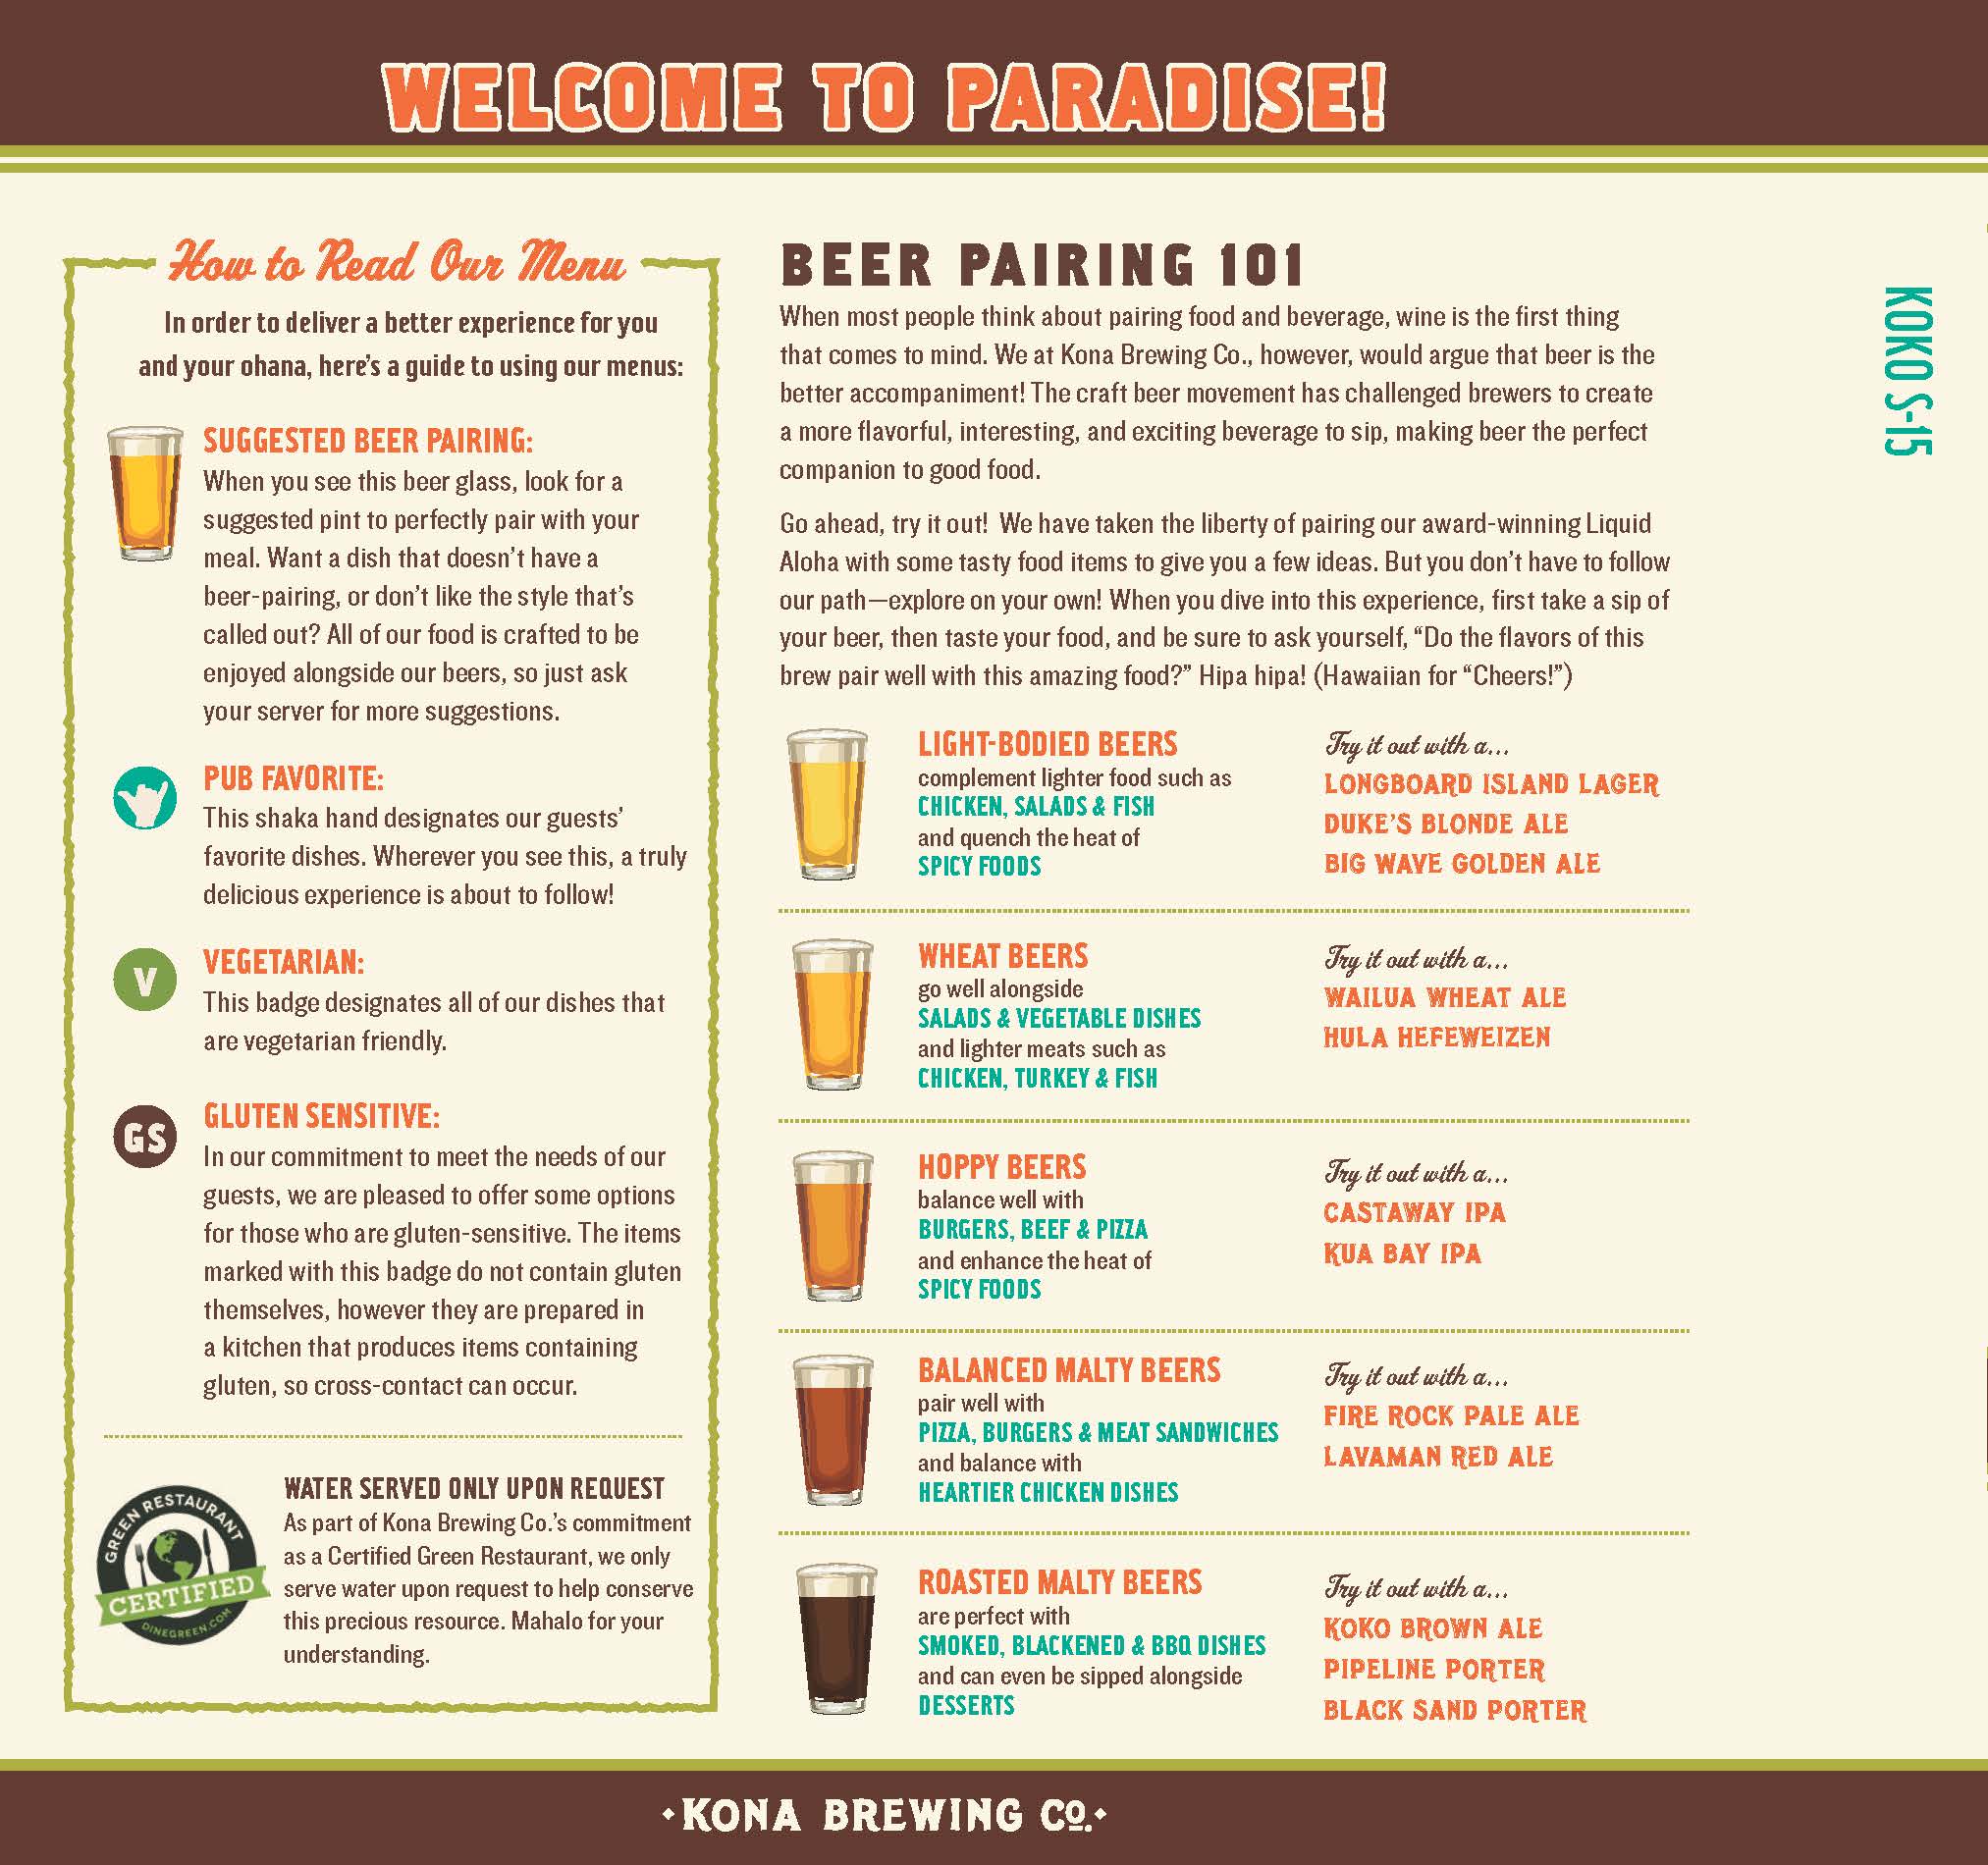 WELCOME TO PARADISE!
How to Read Our Menu
In order to deliver a better experience for you
and your ohana, here's a guide to using our menus:
SUGGESTED BEER PAIRING:
When you see this beer glass, look for a
suggested pint to perfectly pair with your
meal. Want a dish that doesn't have a
beer-pairing, or don't like the style that's
called out? All of our food is crafted to be
enjoyed alongside our beers, so just ask
your server for more suggestions.
PUB FAVORITE:
This shaka hand designates our guests'
favorite dishes. Wherever you see this, a truly
delicious experience is about to follow!
V
VEGETARIAN:
This badge designates all of our dishes that
are vegetarian friendly.
GS
GLUTEN SENSITIVE:
In our commitment to meet the needs of our
guests, we are pleased to offer some options
for those who are gluten-sensitive. The items
marked with this badge do not contain gluten
themselves, however they are prepared in
a kitchen that produces items containing
gluten, so cross-contact can occur.
GREEN RESTAURANT
CERTIFIED
DINEGREEN.COM
WATER SERVED ONLY UPON REQUEST
As part of Kona Brewing Co.'s commitment
as a Certified Green Restaurant, we only
serve water upon request to help conserve
this precious resource. Mahalo for your
understanding.
BEER PAIRING 101
When most people think about pairing food and beverage, wine is the first thing
that comes to mind. We at Kona Brewing Co., however, would argue that beer is the
better accompaniment! The craft beer movement has challenged brewers to create
a more flavorful, interesting, and exciting beverage to sip, making beer the perfect
companion to good food.
Go ahead, try it out! We have taken the liberty of pairing our award-winning Liquid
Aloha with some tasty food items to give you a few ideas. But you don't have to follow
our path—explore on your own! When you dive into this experience, first take a sip of
your beer, then taste your food, and be sure to ask yourself, “Do the flavors of this
brew pair well with this amazing food?” Hipa hipa! (Hawaiian for “Cheers!”)
LIGHT-BODIED BEERS
complement lighter food such as
CHICKEN, SALADS & FISH
and quench the heat of
SPICY FOODS
Try it out with a...
LONGBOARD ISLAND LAGER
DUKE'S BLONDE ALE
BIG WAVE GOLDEN ALE
WHEAT BEERS
go well alongside
SALADS & VEGETABLE DISHES
and lighter meats such as
CHICKEN, TURKEY & FISH
Try it out with a...
WAILUA WHEAT ALE
HULA HEFEWEIZEN
HOPPY BEERS
balance well with
BURGERS, BEEF & PIZZA
and enhance the heat of
SPICY FOODS
Try it out with a...
CASTAWAY IPA
KUA BAY IPA
BALANCED MALTY BEERS
pair well with
PIZZA, BURGERS & MEAT SANDWICHES
and balance with
HEARTIER CHICKEN DISHES
Try it out with a...
FIRE ROCK PALE ALE
LAVAMAN RED ALE
ROASTED MALTY BEERS
are perfect with
SMOKED, BLACKENED & BBQ DISHES
and can even be sipped alongside
DESSERTS
Try it out with a...
KOKO BROWN ALE
PIPELINE PORTER
BLACK SAND PORTER
KOKO S-15
KONA BREWING CO.